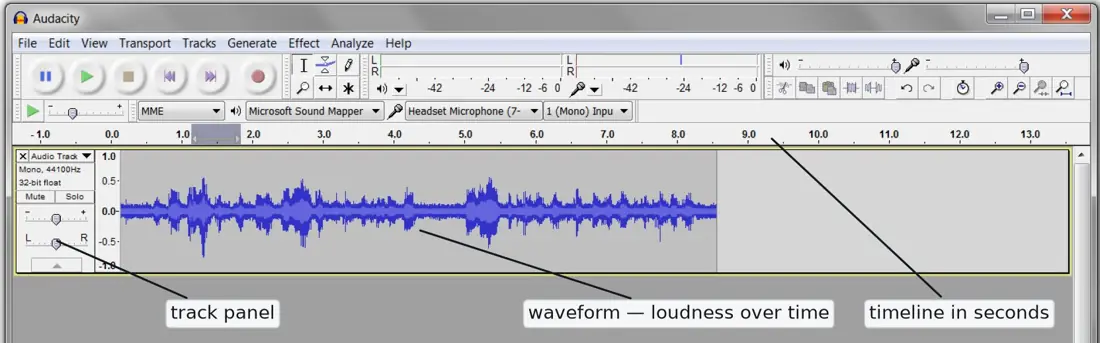 Audacity
File Edit View Transport Tracks Generate Effect Analyze Help
L
R
-42 -24 -12 -6 0
L
R
-42 -24 -12 -6 0
MME Microsoft Sound Mapper Headset Microphone (7- 1 (Mono) Inpu
- 1.0 0.0 1.0 2.0 3.0 4.0 5.0 6.0 7.0 8.0 9.0 10.0 11.0 12.0 13.0
X Audio Track
Mono, 44100Hz
32-bit float
Mute Solo
- +
L R
1.0
0.5-
0.0-
-0.5-
-1.0
track panel
waveform — loudness over time
timeline in seconds